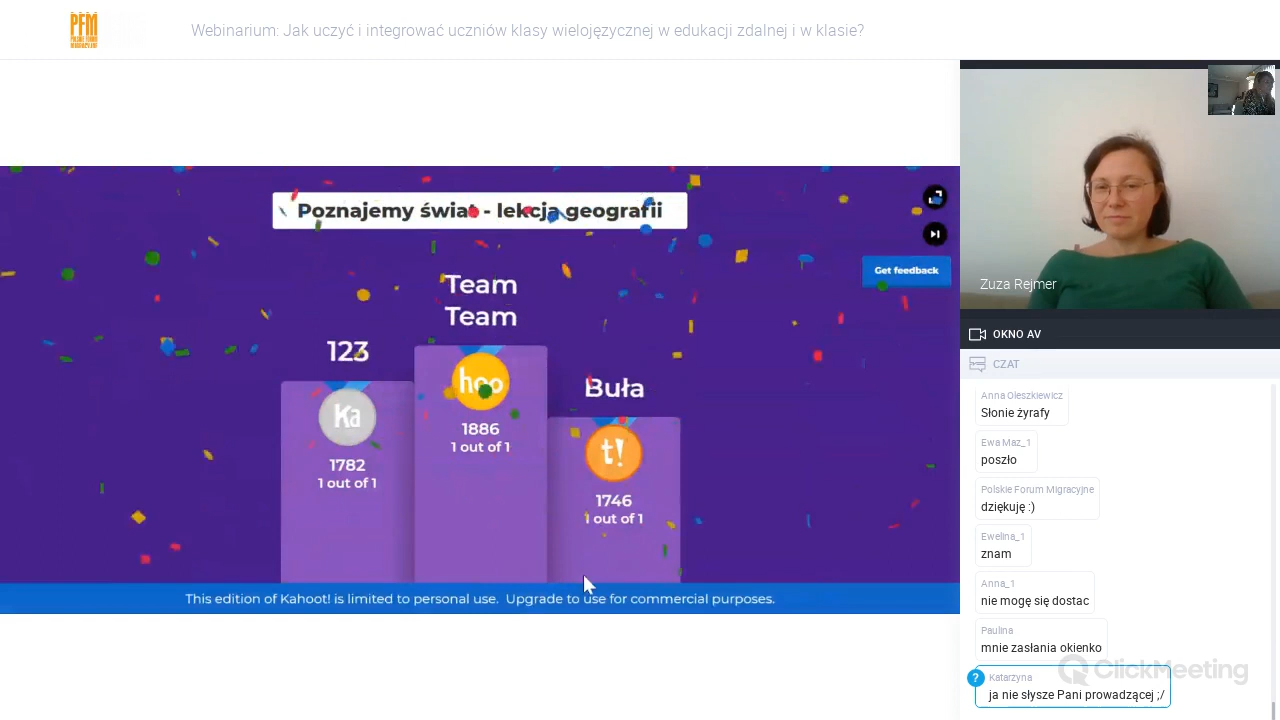 PFM
POLSKIE FORUM
MIGRACYJNE
Webinarium: Jak uczyć i integrować uczniów klasy wielojęzycznej w edukacji zdalnej i w klasie?
Poznajemy świat - lekcja geografii
Get feedback
Team
Team
123
Buła
Ka
hoo
t!
1886
1 out of 1
1782
1 out of 1
1746
1 out of 1
This edition of Kahoot! is limited to personal use. Upgrade to use for commercial purposes.
Zuza Rejmer
OKNO AV
CZAT
Anna Oleszkiewicz
Słonie żyrafy
Ewa Maz_1
poszło
Polskie Forum Migracyjne
dziękuję :)
Ewelina_1
znam
Anna_1
nie mogę się dostac
Paulina
mnie zasłania okienko
ClickMeeting
?
Katarżyna
ja nie słysze Pani prowadzącej ;/